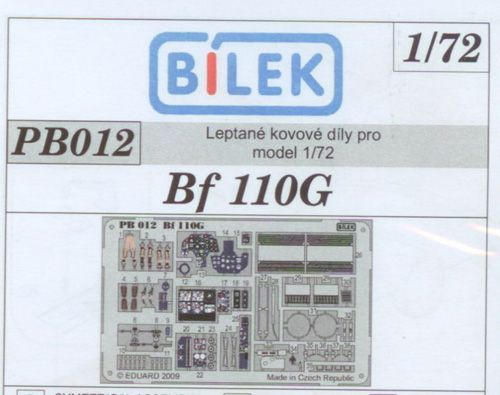 BiLEK
1/72
PB012
Leptané kovové díly pro
model 1/72
Bf 110G
PB 012 Bf 110G
BiLEK
© EDUARD 2009
Made in Czech Republic